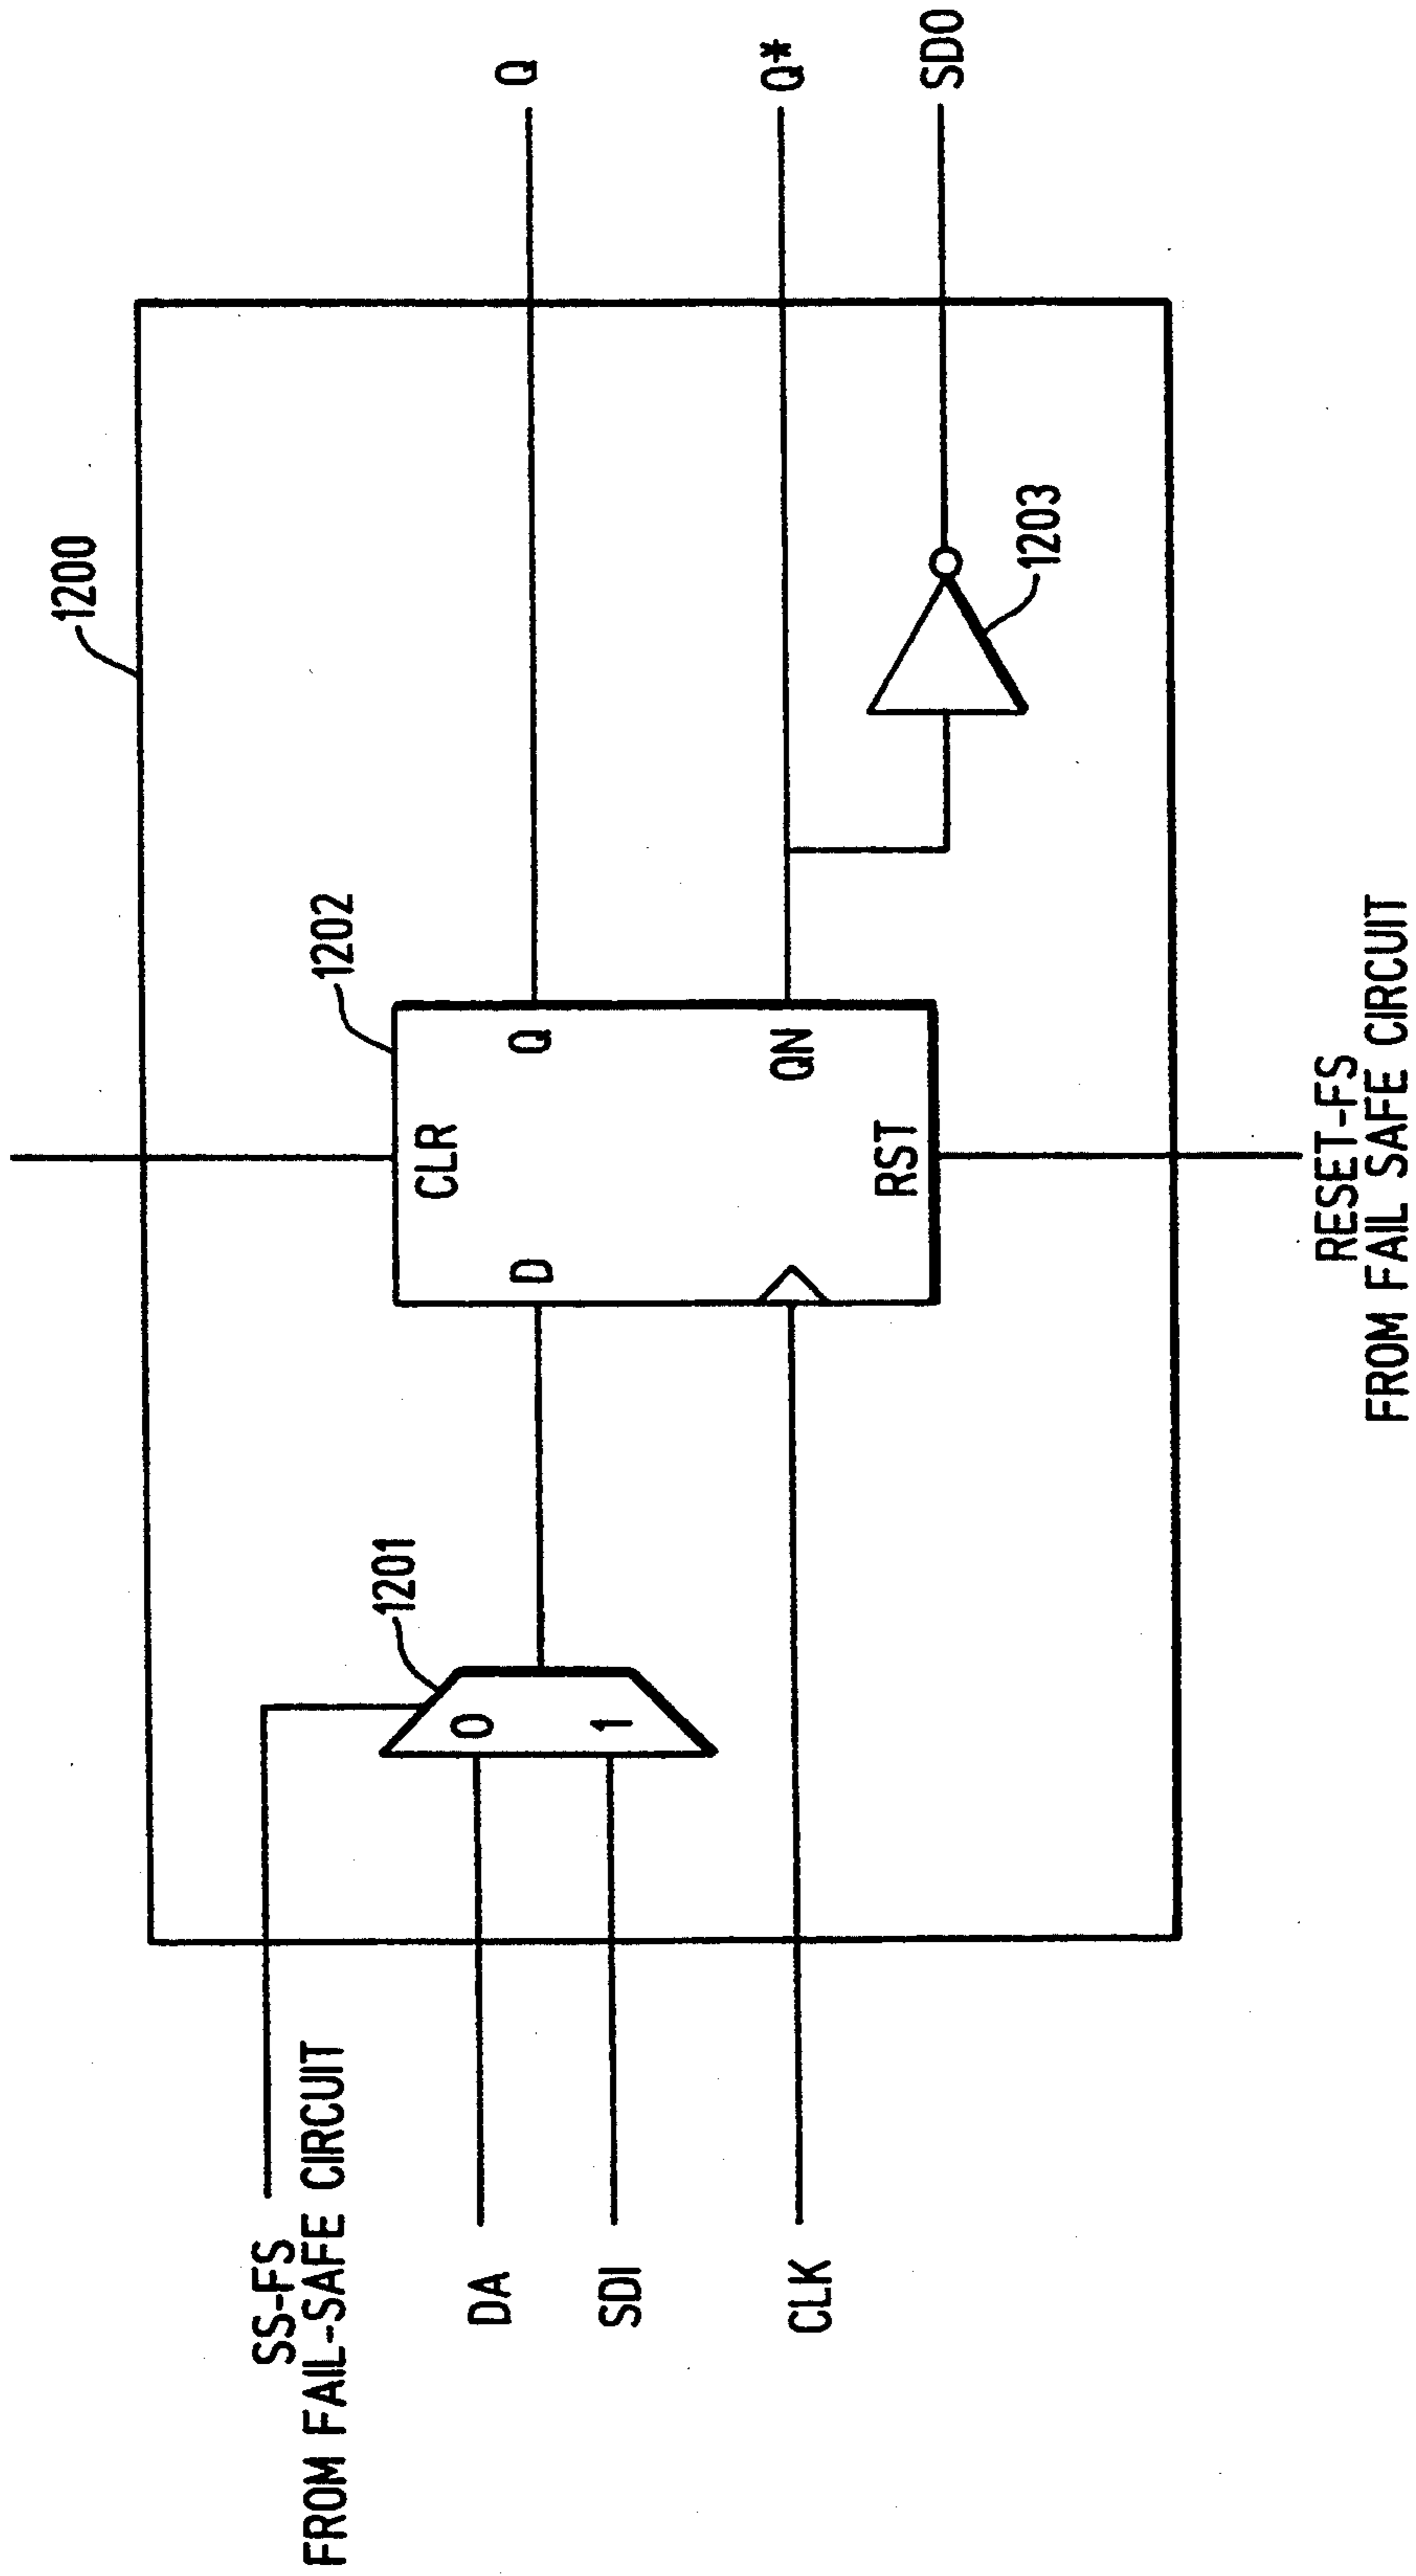 1200
SS-FS
FROM FAIL-SAFE CIRCUIT
DA
SDI
CLK
1201
0
1
1202
CLR
D
Q
QN
RST
1203
Q
Q*
SDO
RESET-FS
FROM FAIL SAFE CIRCUIT